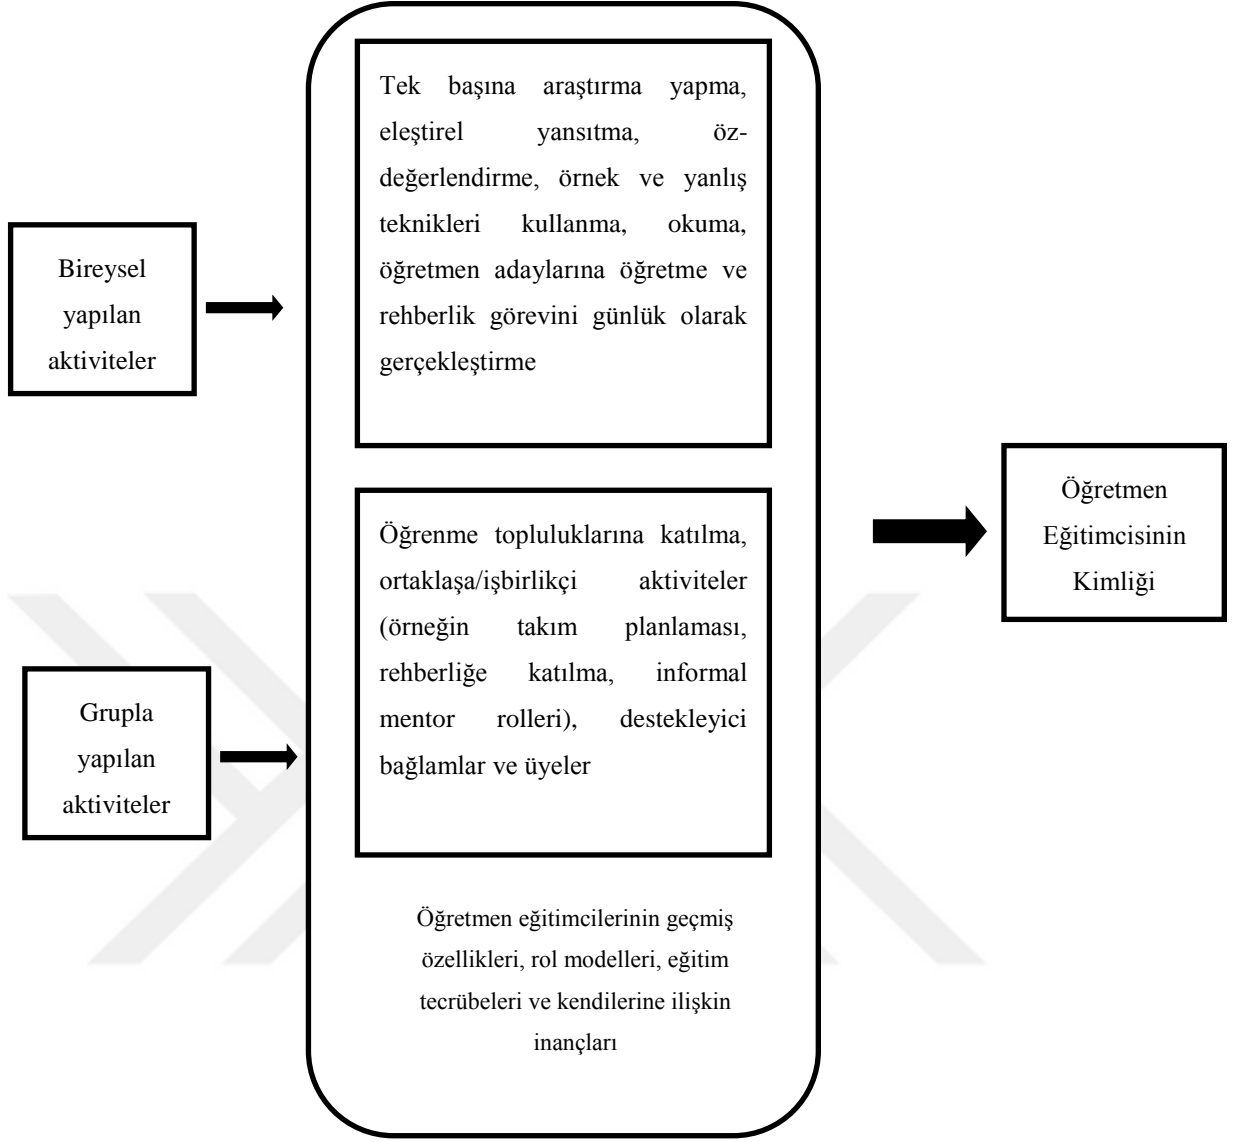 Tek başına araştırma yapma,
eleştirel yansıtma, öz-
değerlendirme, örnek ve yanlış
teknikleri kullanma, okuma,
öğretmen adaylarına öğretme ve
rehberlik görevini günlük olarak
gerçekleştirme
Bireysel
yapılan
aktiviteler
Öğrenme topluluklarına katılma,
ortaklaşa/işbirlikçi aktiviteler
(örneğin takım planlaması,
rehberliğe katılma, informal
mentor rolleri), destekleyici
bağlamlar ve üyeler
Öğretmen
Eğitimcisinin
Kimliği
Grupla
yapılan
aktiviteler
Öğretmen eğitimcilerinin geçmiş
özellikleri, rol modelleri, eğitim
tecrübeleri ve kendilerine ilişkin
inançları